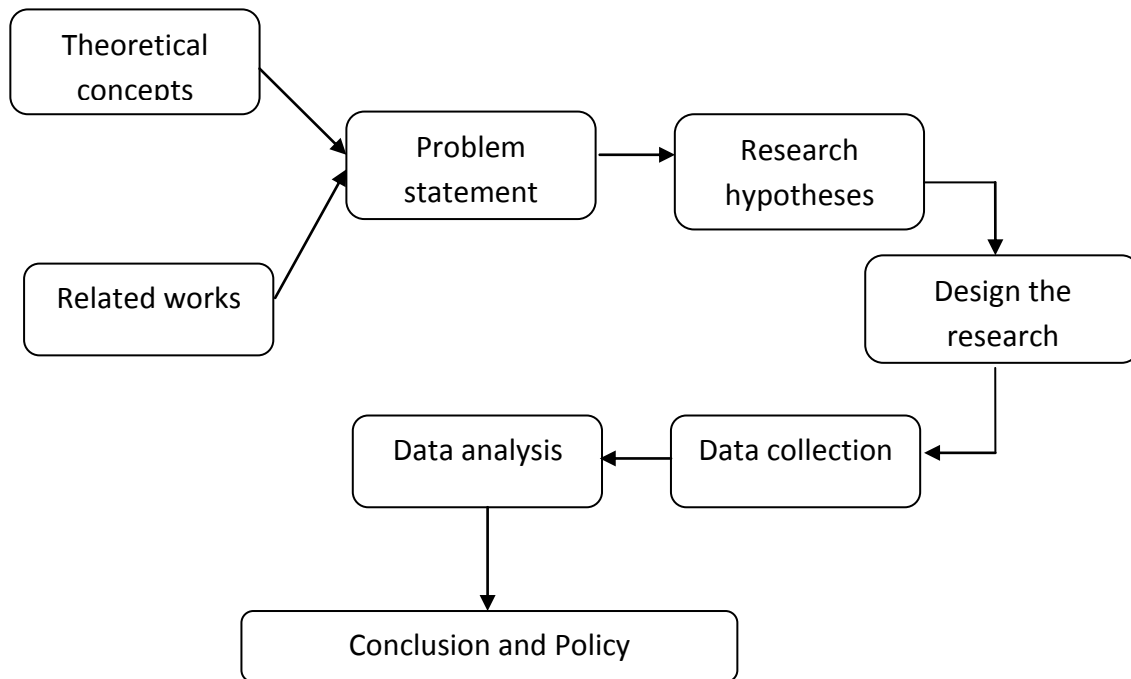 Theoretical
concepts
Problem
statement
Research
hypotheses
Related works
Design the
research
Data analysis
Data collection
Conclusion and Policy